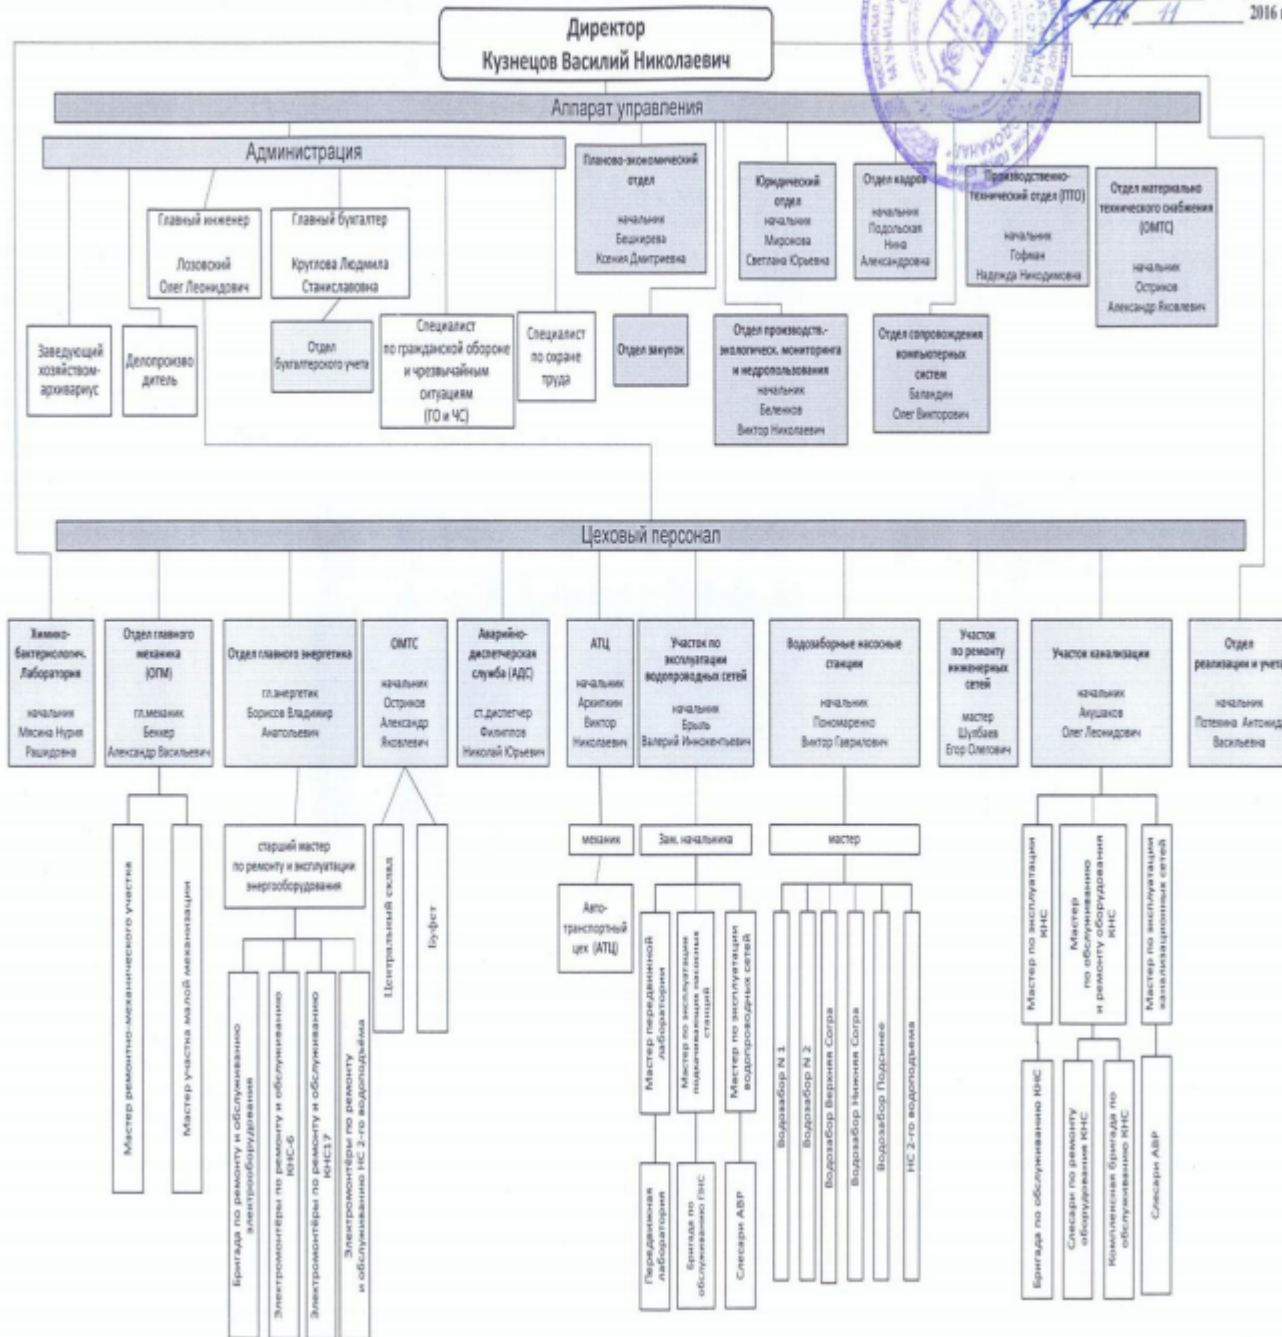 Директор
Кузнецов Василий Николаевич
11 2016 г
Аппарат управления
Администрация
Главный инженер
Лозовский
Олег Леонидович
Главный бухгалтер
Круглова Людмила
Станиславовна
Планово-экономический
отдел
начальник
Бешкирева
Ксения Дмитриевна
Юридический
отдел
начальник
Миронова
Светлана Юрьевна
Отдел кадров
начальник
Подольская
Нина
Александровна
Производственно-
технический отдел (ПТО)
начальник
Гофман
Надежда Никодимовна
Отдел материально
технического снабжения
(ОМТС)
начальник
Остриков
Александр Яковлевич
Заведующий
хозяйством-
архивариус
Делопроизво
дитель
Отдел
бухгалтерского учета
Специалист
по гражданской обороне
и чрезвычайным
ситуациям
(ГО и ЧС)
Специалист
по охране
труда
Отдел закупок
Отдел производств.-
экологическ. мониторинга
и недропользования
начальник
Беленков
Виктор Николаевич
Отдел сопровождения
компьютерных
систем
Баландин
Олег Викторович
Цеховый персонал
Химико-
бактериологич.
Лаборатория
начальник
Мясина Нурия
Рашидовна
Отдел главного
механика
(ОГМ)
гл.механик
Беккер
Александр Васильевич
Отдел главного энергетика
гл.энергетик
Борисов Владимир
Анатольевич
ОМТС
начальник
Остриков
Александр
Яковлевич
Аварийно-
диспетчерская
служба (АДС)
ст.диспетчер
Филиппов
Николай Юрьевич
АТЦ
начальник
Архипкин
Виктор
Николаевич
Участок по
эксплуатации
водопроводных сетей
начальник
Брыль
Валерий Иннокентьевич
Водозаборные насосные
станции
начальник
Пономаренко
Виктор Гаврилович
Участок
по ремонту
инженерных
сетей
мастер
Шулбаев
Егор Олегович
Участок канализации
начальник
Акушаков
Олег Леонидович
Отдел
реализации и учета
начальник
Потехина Антонида
Васильевна
Мастер ремонтно-механического участка
Мастер участка малой механизации
старший мастер
по ремонту и эксплуатации
энергооборудования
Бригада по ремонту и обслуживанию
электрооборудования
Электромонтёры по ремонту и обслуживанию
КНС-6
Электромонтёры по ремонту и обслуживанию
КНС17
Электромонтёры по ремонту
и обслуживанию НС 2-го водоподъёма
Центральный склад
Буфет
механик
Авто-
транспортный
цех (АТЦ)
Зам. начальника
Мастер передвижной
лаборатории
Мастер по эксплуатации
подкачивающих насосных
станций
Мастер по эксплуатации
водопроводных сетей
Передвижная
лаборатория
Бригада по
обслуживанию ПНС
Слесари АВР
мастер
Водозабор N 1
Водозабор N 2
Водозабор Верхняя Согра
Водозабор Нижняя Согра
Водозабор Подсинее
НС 2-го водоподъема
Мастер по эксплуатации
КНС
Мастер
по обслуживанию
и ремонту оборудования
КНС
Мастер по эксплуатации
канализационных сетей
Бригада по обслуживанию КНС
Слесари по ремонту
оборудования КНС
Комплексная бригада по
обслуживанию КНС
Слесари АВР